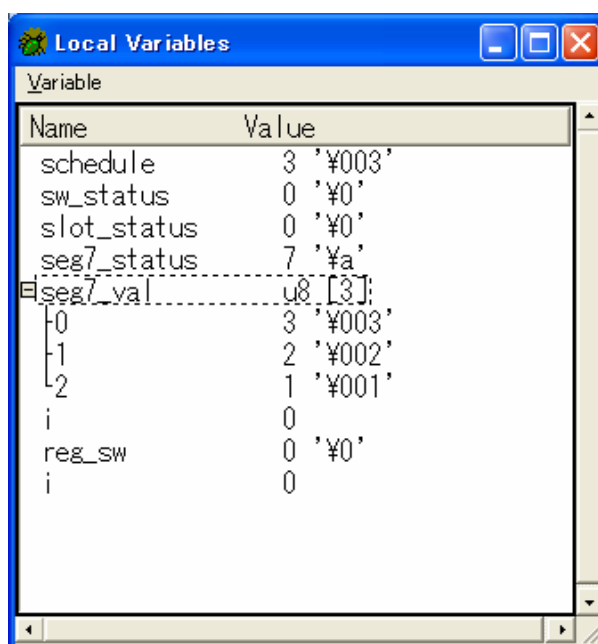 Local Variables
Variable
Name Value
schedule 3 '¥003'
sw_status 0 '¥0'
slot_status 0 '¥0'
seg7_status 7 '¥a'
seg7_val u8 [3]
0 3 '¥003'
1 2 '¥002'
2 1 '¥001'
i 0
reg_sw 0 '¥0'
i 0